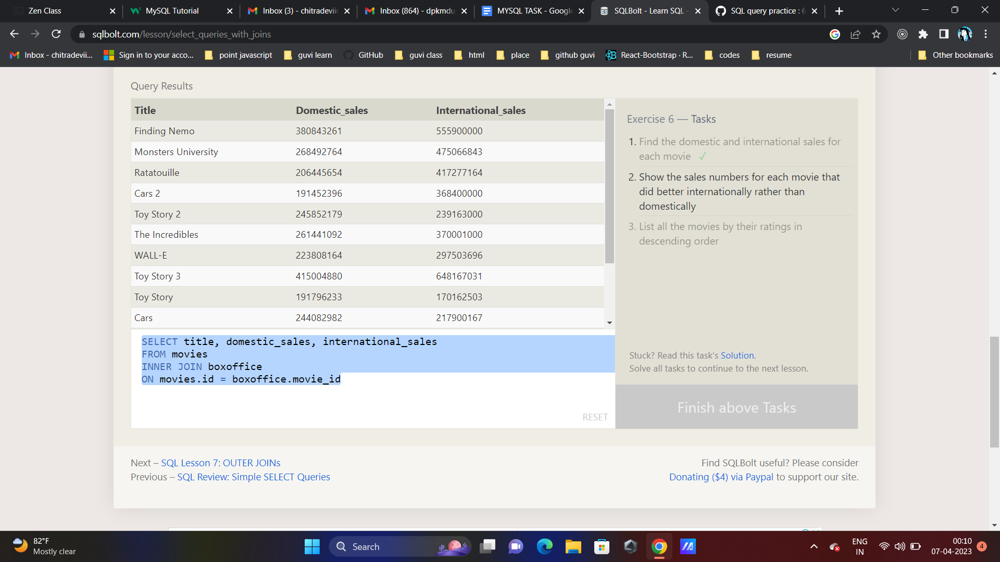 Zen Class
MySQL Tutorial
Inbox (3) - chitradeviir
Inbox (864) - dpkmdu
MYSQL TASK - Google
SQLBolt - Learn SQL -
SQL query practice : 6
sqlbolt.com/lesson/select_queries_with_joins
Inbox - chitradevii...
Sign in to your acco...
point javascript
guvi learn
GitHub
guvi class
html
place
github guvi
React-Bootstrap · R...
codes
resume
Other bookmarks
Query Results
Title Domestic_sales International_sales
Finding Nemo 380843261 555900000
Monsters University 268492764 475066843
Ratatouille 206445654 417277164
Cars 2 191452396 368400000
Toy Story 2 245852179 239163000
The Incredibles 261441092 370001000
WALL-E 223808164 297503696
Toy Story 3 415004880 648167031
Toy Story 191796233 170162503
Cars 244082982 217900167
SELECT title, domestic_sales, international_sales
FROM movies
INNER JOIN boxoffice
ON movies.id = boxoffice.movie_id
RESET
Exercise 6 — Tasks
1. Find the domestic and international sales for
each movie ✓
2. Show the sales numbers for each movie that
did better internationally rather than
domestically
3. List all the movies by their ratings in
descending order
Stuck? Read this task's Solution.
Solve all tasks to continue to the next lesson.
Finish above Tasks
Next – SQL Lesson 7: OUTER JOINs
Previous – SQL Review: Simple SELECT Queries
Find SQLBolt useful? Please consider
Donating ($4) via Paypal to support our site.
82°F
Mostly clear
Search
ENG
IN
00:10
07-04-2023
4